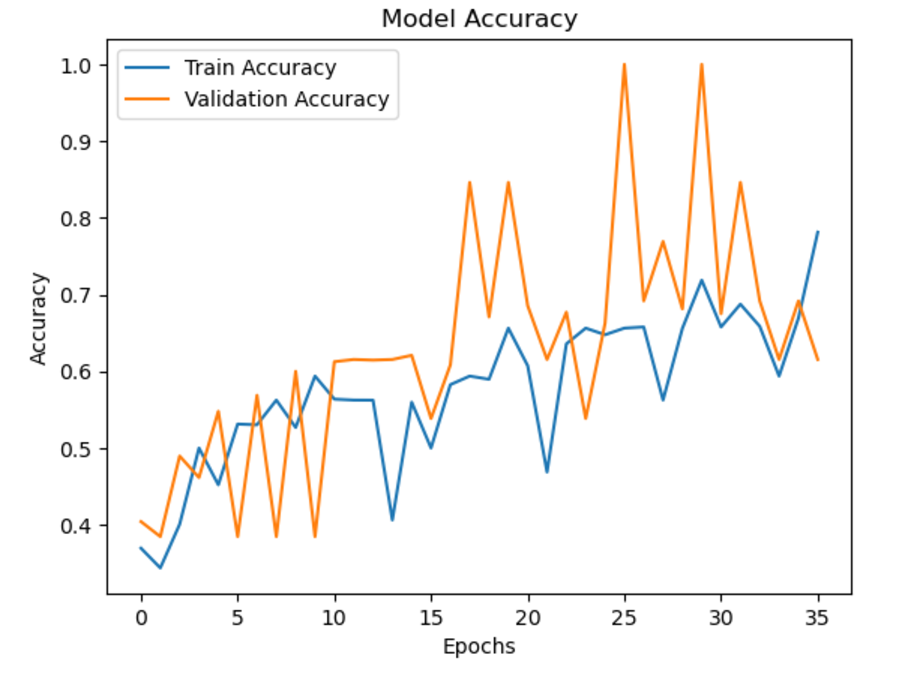 Model Accuracy
Train Accuracy
Validation Accuracy
1.0
0.9
0.8
0.7
0.6
0.5
0.4
Accuracy
0 5 10 15 20 25 30 35
Epochs